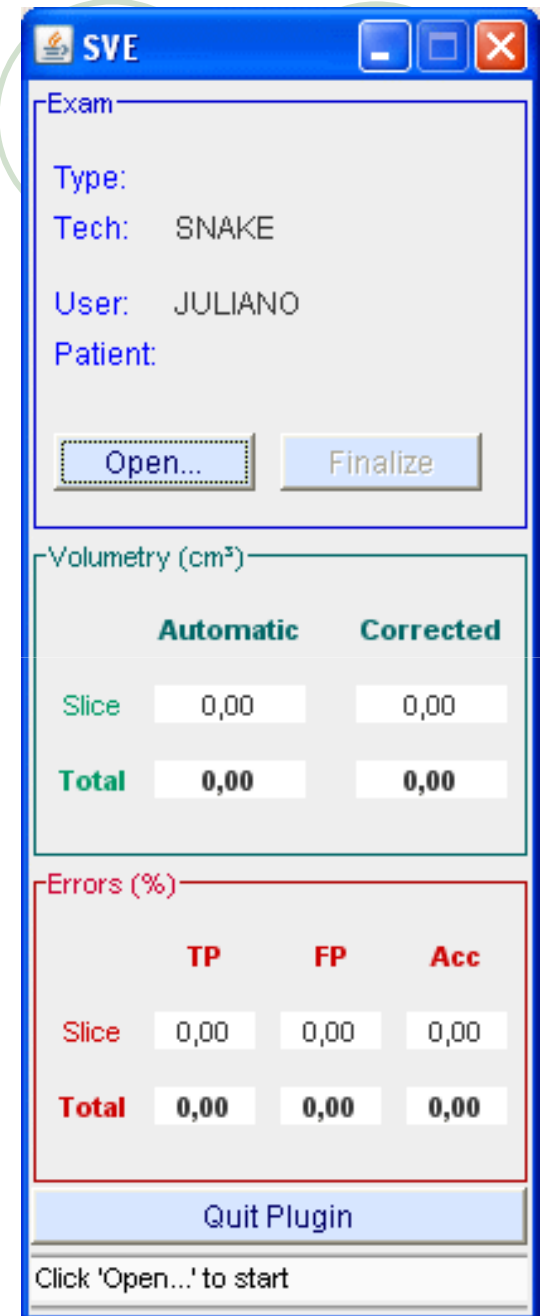 SVE
Exam
Type:
Tech: SNAKE
User: JULIANO
Patient:
Open... Finalize
Volumetry (cm³)
Automatic Corrected
Slice 0,00 0,00
Total 0,00 0,00
Errors (%)
TP FP Acc
Slice 0,00 0,00 0,00
Total 0,00 0,00 0,00
Quit Plugin
Click 'Open...' to start